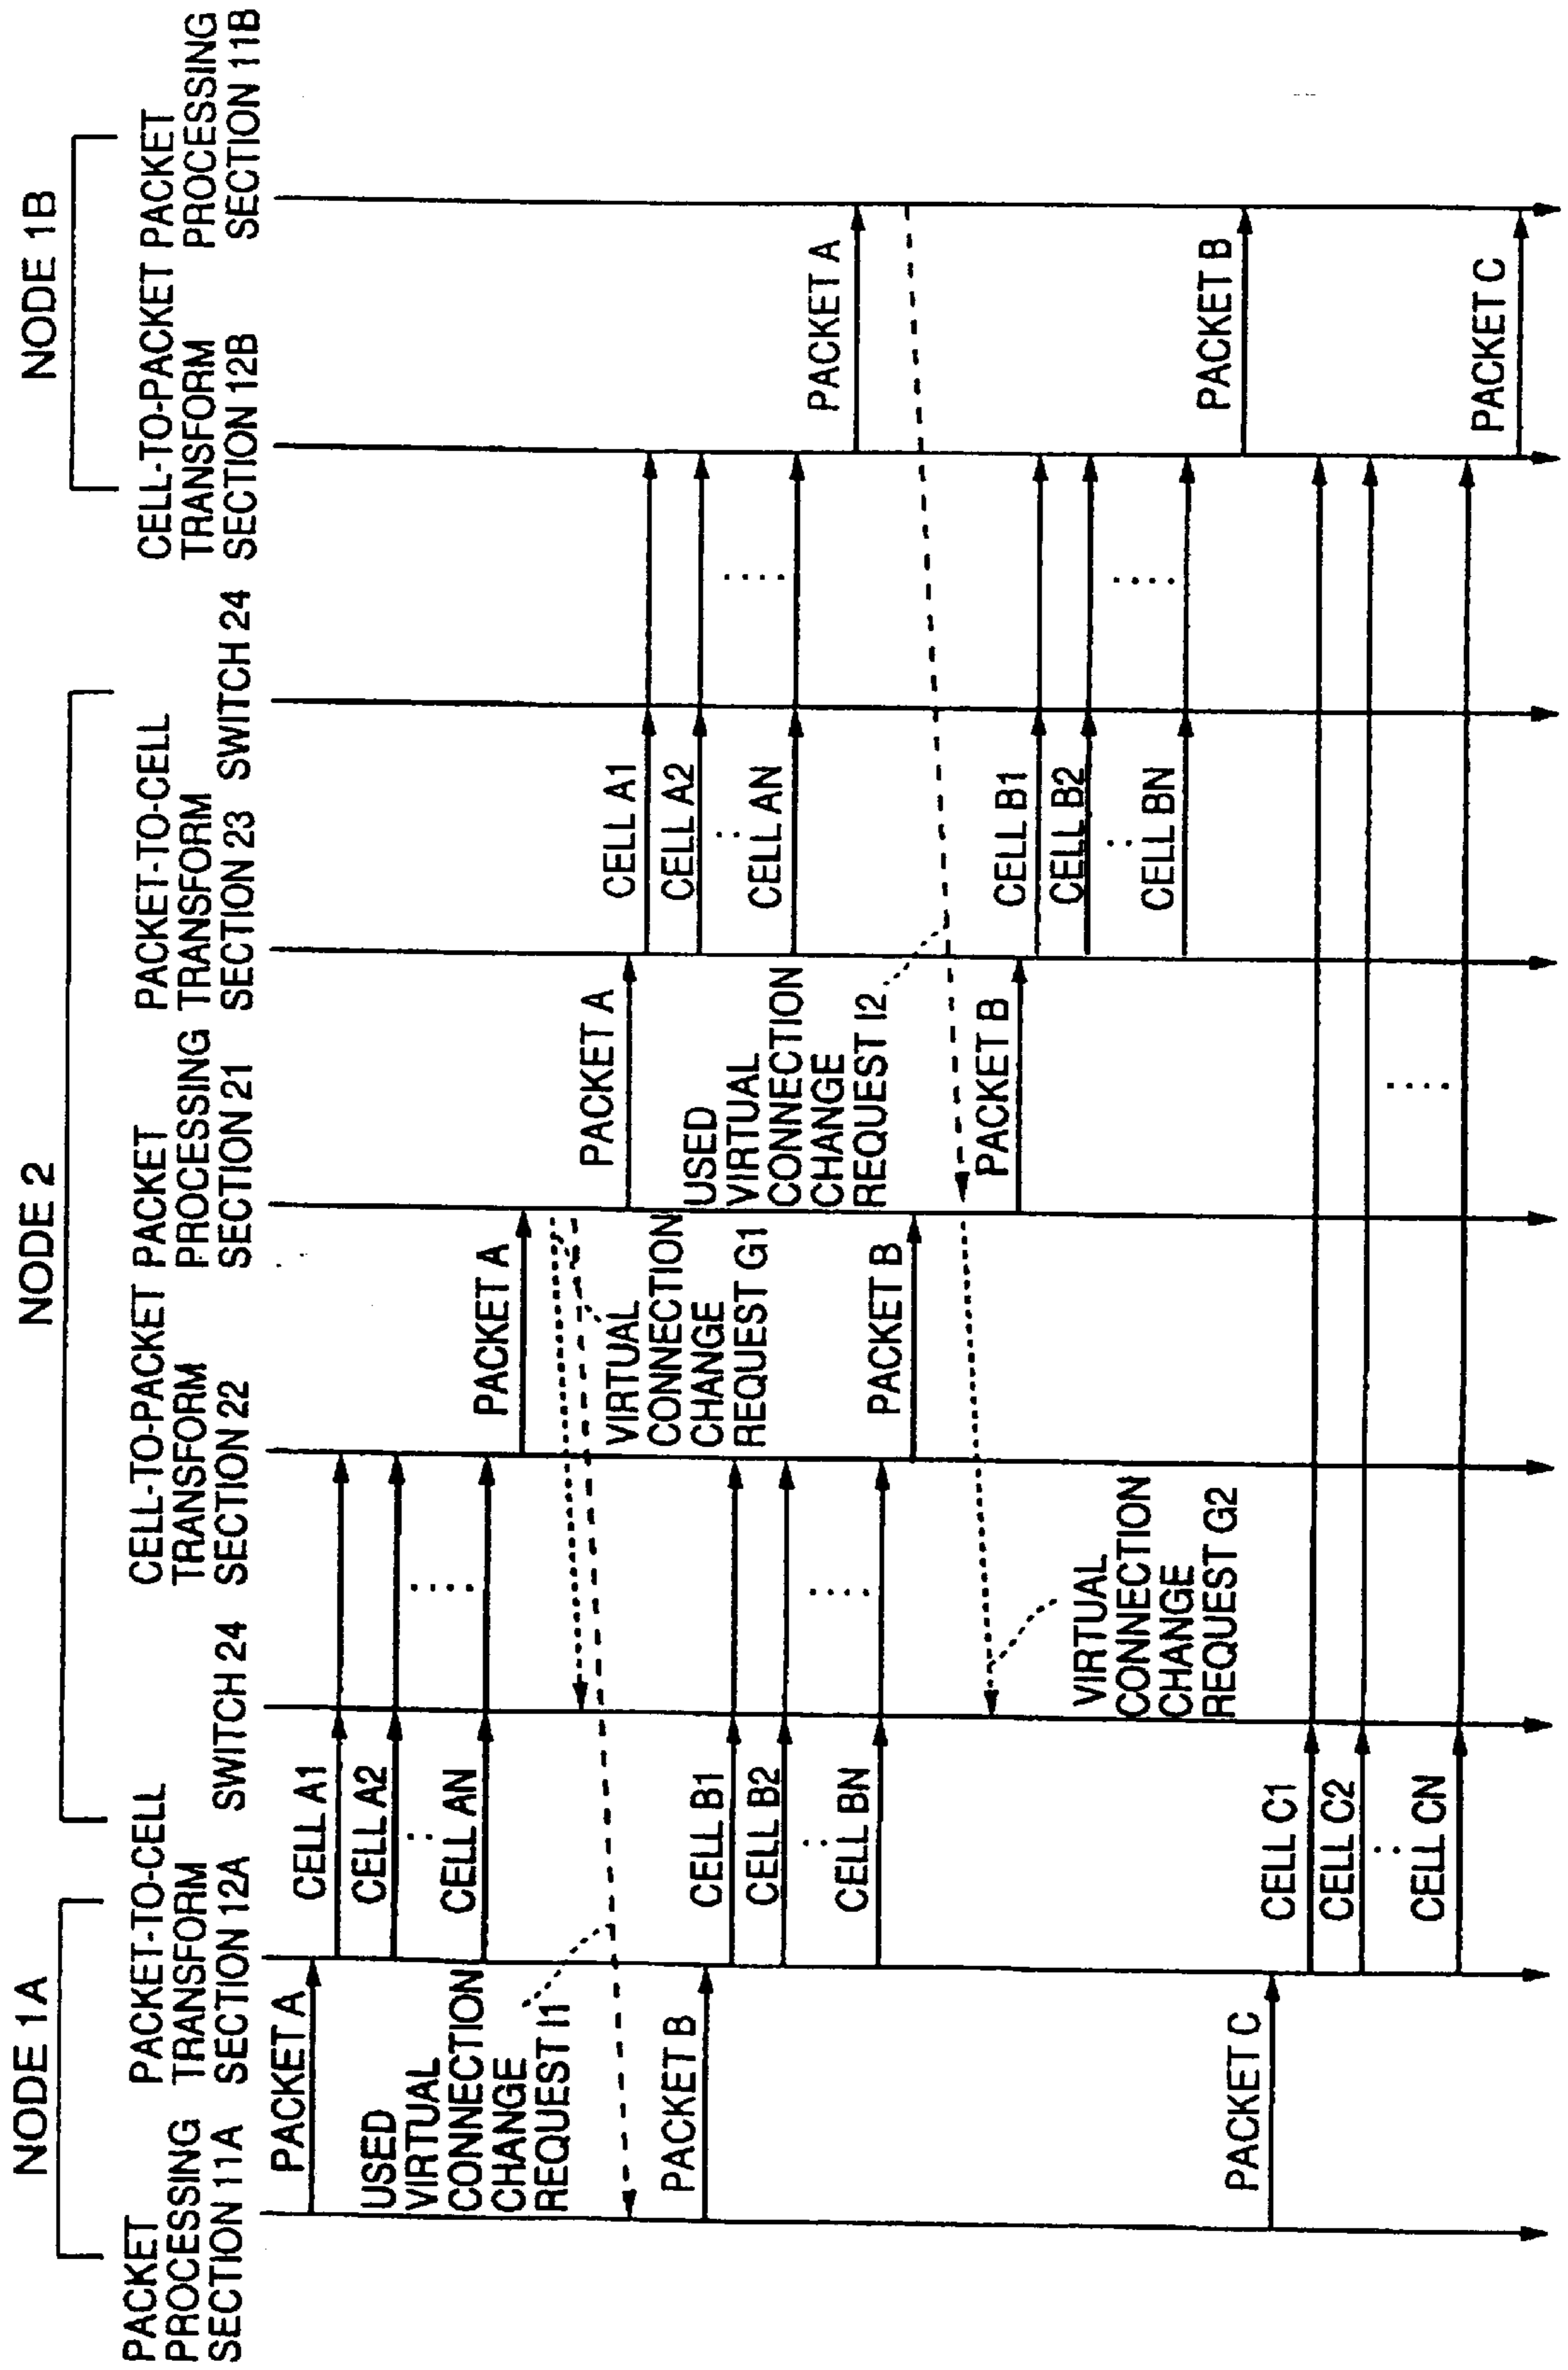 NODE 1A
NODE 2
NODE 1B
PACKET
PROCESSING
SECTION 11A
PACKET-TO-CELL
TRANSFORM
SECTION 12A
SWITCH 24
CELL-TO-PACKET
TRANSFORM
SECTION 22
PACKET
PROCESSING
SECTION 21
PACKET-TO-CELL
TRANSFORM
SECTION 23
SWITCH 24
CELL-TO-PACKET
TRANSFORM
SECTION 12B
PACKET
PROCESSING
SECTION 11B
PACKET A
CELL A1
CELL A2
CELL AN
USED
VIRTUAL
CONNECTION
CHANGE
REQUEST I1
PACKET A
VIRTUAL
CONNECTION
CHANGE
REQUEST G1
PACKET A
CELL A1
CELL A2
CELL AN
PACKET A
PACKET B
CELL B1
CELL B2
CELL BN
USED
VIRTUAL
CONNECTION
CHANGE
REQUEST I2
PACKET B
VIRTUAL
CONNECTION
CHANGE
REQUEST G2
PACKET B
CELL B1
CELL B2
CELL BN
PACKET B
PACKET C
CELL C1
CELL C2
CELL CN
PACKET C